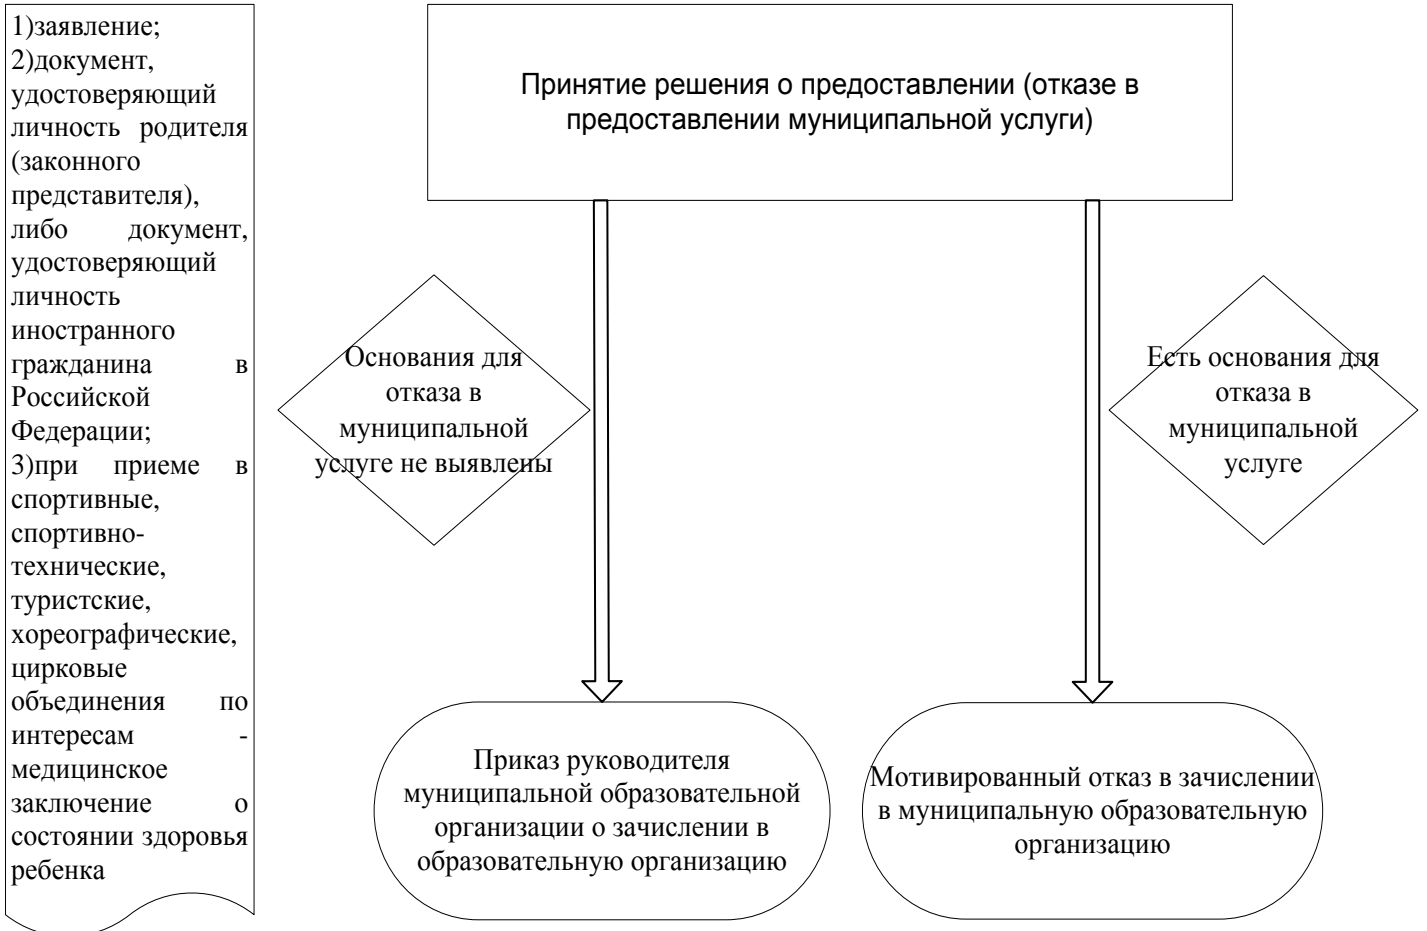 1)заявление;
2)документ,
удостоверяющий
личность родителя
(законного
представителя),
либо документ,
удостоверяющий
личность
иностранного
гражданина в
Российской
Федерации;
3)при приеме в
спортивные,
спортивно-
технические,
туристские,
хореографические,
цирковые
объединения по
интересам -
медицинское
заключение о
состоянии здоровья
ребенка
Принятие решения о предоставлении (отказе в
предоставлении муниципальной услуги)
Основания для
отказа в
муниципальной
услуге не выявлены
Есть основания для
отказа в
муниципальной
услуге
Приказ руководителя
муниципальной образовательной
организации о зачислении в
образовательную организацию
Мотивированный отказ в зачислении
в муниципальную образовательную
организацию